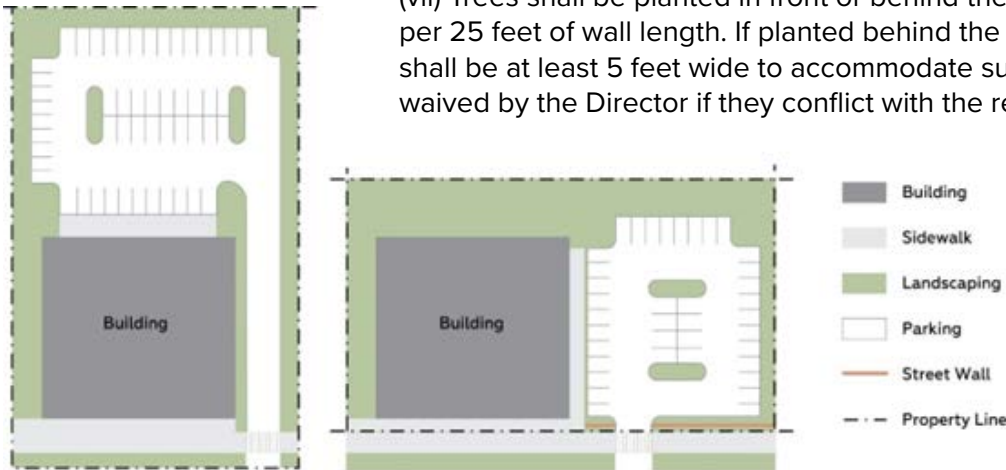 (vii) Trees shall be planted in front or behind the
per 25 feet of wall length. If planted behind the
shall be at least 5 feet wide to accommodate su
waived by the Director if they conflict with the re
Building
Building
Building
Sidewalk
Landscaping
Parking
Street Wall
Property Line